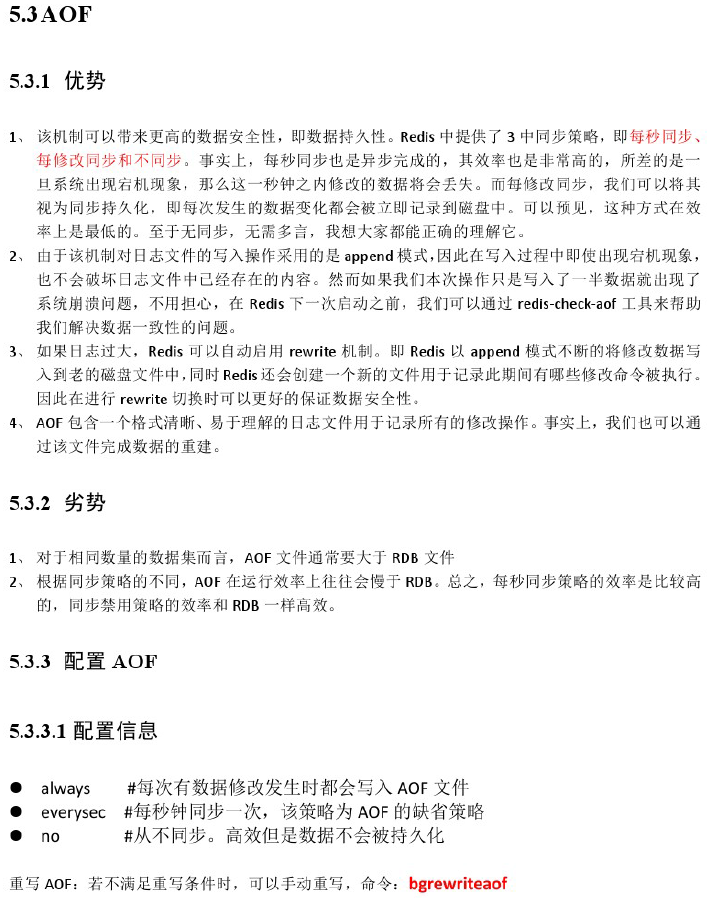 5.3 AOF
5.3.1 优势
1、 该机制可以带来更高的数据安全性，即数据持久性。Redis 中提供了 3 中同步策略，即每秒同步、
每修改同步和不同步。事实上，每秒同步也是异步完成的，其效率也是非常高的，所差的是一
旦系统出现宕机现象，那么这一秒钟之内修改的数据将会丢失。而每修改同步，我们可以将其
视为同步持久化，即每次发生的数据变化都会被立即记录到磁盘中。可以预见，这种方式在效
率上是最低的。至于无同步，无需多言，我想大家都能正确的理解它。
2、 由于该机制对日志文件的写入操作采用的是 append 模式，因此在写入过程中即使出现宕机现象，
也不会破坏日志文件中已经存在的内容。然而如果我们本次操作只是写入了一半数据就出现了
系统崩溃问题，不用担心，在 Redis 下一次启动之前，我们可以通过 redis-check-aof 工具来帮助
我们解决数据一致性的问题。
3、 如果日志过大，Redis 可以自动启用 rewrite 机制。即 Redis 以 append 模式不断的将修改数据写
入到老的磁盘文件中，同时 Redis 还会创建一个新的文件用于记录此期间有哪些修改命令被执行。
因此在进行 rewrite 切换时可以更好的保证数据安全性。
4、 AOF 包含一个格式清晰、易于理解的日志文件用于记录所有的修改操作。事实上，我们也可以通
过该文件完成数据的重建。
5.3.2 劣势
1、 对于相同数量的数据集而言，AOF 文件通常要大于 RDB 文件
2、 根据同步策略的不同，AOF 在运行效率上往往会慢于 RDB。总之，每秒同步策略的效率是比较高
的，同步禁用策略的效率和 RDB 一样高效。
5.3.3 配置 AOF
5.3.3.1 配置信息
● always #每次有数据修改发生时都会写入 AOF 文件
● everysec #每秒钟同步一次，该策略为 AOF 的缺省策略
● no #从不同步。高效但是数据不会被持久化
重写 AOF：若不满足重写条件时，可以手动重写，命令：bgrewriteaof